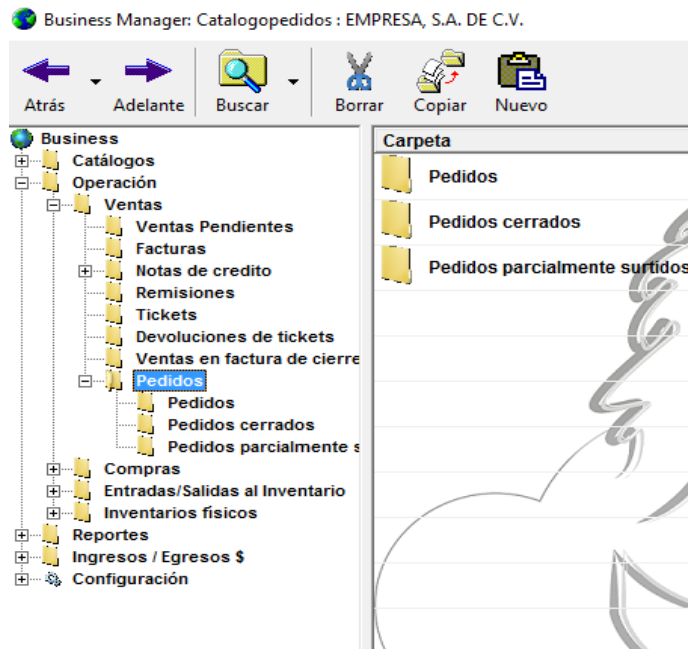 Business Manager: Catalogopedidos : EMPRESA, S.A. DE C.V.
Atrás Adelante Buscar Borrar Copiar Nuevo
Business
Catálogos
Operación
Ventas
Ventas Pendientes
Facturas
Notas de credito
Remisiones
Tickets
Devoluciones de tickets
Ventas en factura de cierre
Pedidos
Pedidos
Pedidos cerrados
Pedidos parcialmente s
Compras
Entradas/Salidas al Inventario
Inventarios físicos
Reportes
Ingresos / Egresos $
Configuración
Carpeta
Pedidos
Pedidos cerrados
Pedidos parcialmente surtidos